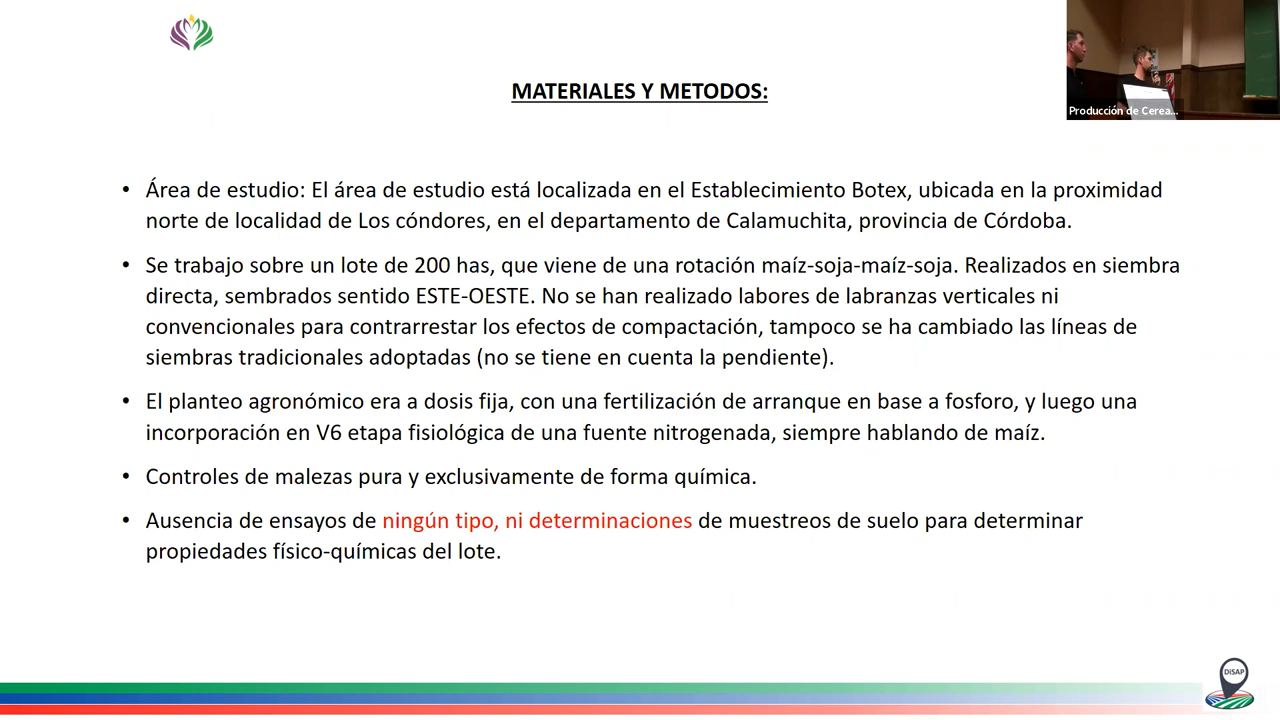 MATERIALES Y METODOS:
Producción de Cerea...
• Área de estudio: El área de estudio está localizada en el Establecimiento Botex, ubicada en la proximidad
norte de localidad de Los cóndores, en el departamento de Calamuchita, provincia de Córdoba.
• Se trabajo sobre un lote de 200 has, que viene de una rotación maíz-soja-maíz-soja. Realizados en siembra
directa, sembrados sentido ESTE-OESTE. No se han realizado labores de labranzas verticales ni
convencionales para contrarrestar los efectos de compactación, tampoco se ha cambiado las líneas de
siembras tradicionales adoptadas (no se tiene en cuenta la pendiente).
• El planteo agronómico era a dosis fija, con una fertilización de arranque en base a fosforo, y luego una
incorporación en V6 etapa fisiológica de una fuente nitrogenada, siempre hablando de maíz.
• Controles de malezas pura y exclusivamente de forma química.
• Ausencia de ensayos de ningún tipo, ni determinaciones de muestreos de suelo para determinar
propiedades físico-químicas del lote.
DiSAP